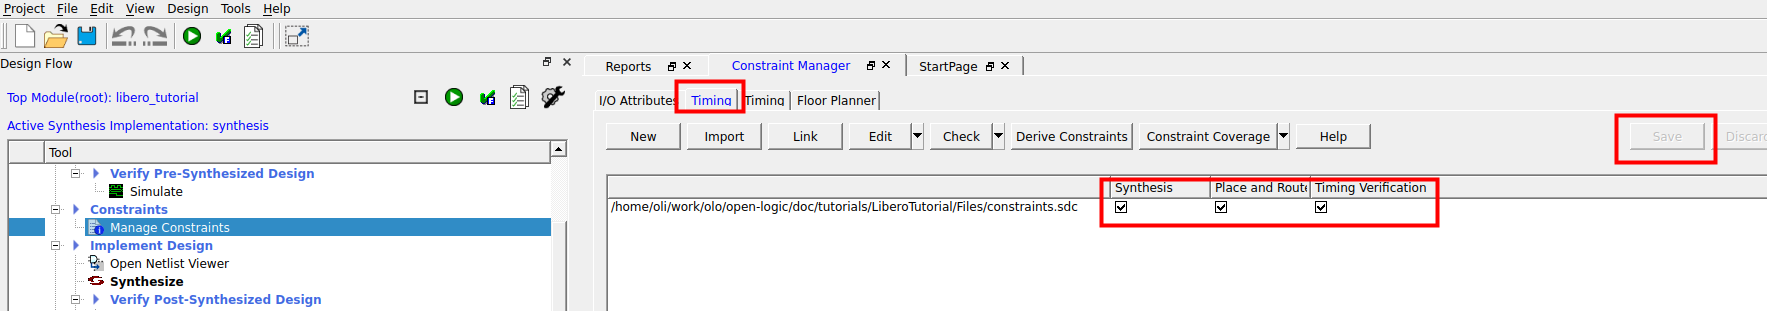 Project File Edit View Design Tools Help
Design Flow
Reports
Constraint Manager
StartPage
Top Module(root): libero_tutorial
Active Synthesis Implementation: synthesis
Tool
Verify Pre-Synthesized Design
Simulate
Constraints
Manage Constraints
Implement Design
Open Netlist Viewer
Synthesize
Verify Post-Synthesized Design
I/O Attributes Timing Timing Floor Planner
New Import Link Edit Check Derive Constraints Constraint Coverage Help Save Discard
Synthesis Place and Route Timing Verification
/home/oli/work/olo/open-logic/doc/tutorials/LiberoTutorial/Files/constraints.sdc